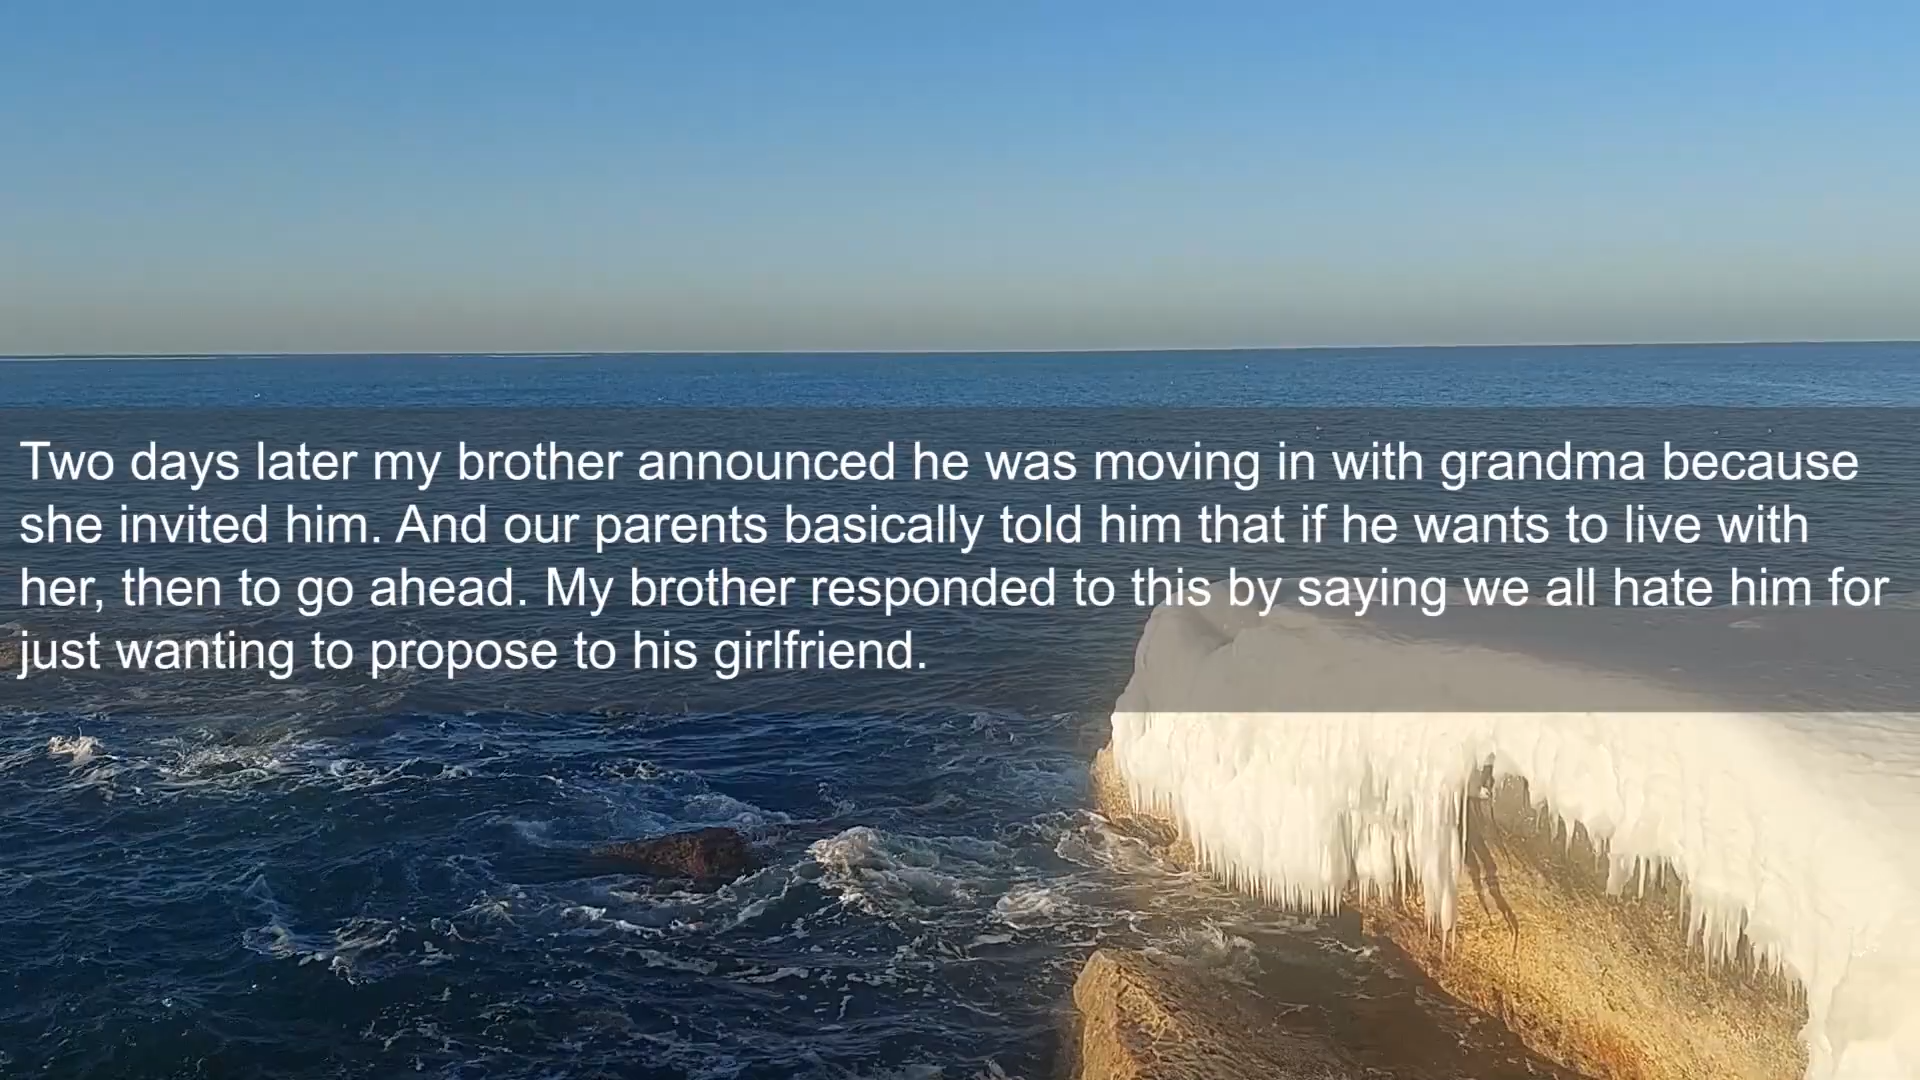 Two days later my brother announced he was moving in with grandma because
she invited him. And our parents basically told him that if he wants to live with
her, then to go ahead. My brother responded to this by saying we all hate him for
just wanting to propose to his girlfriend.